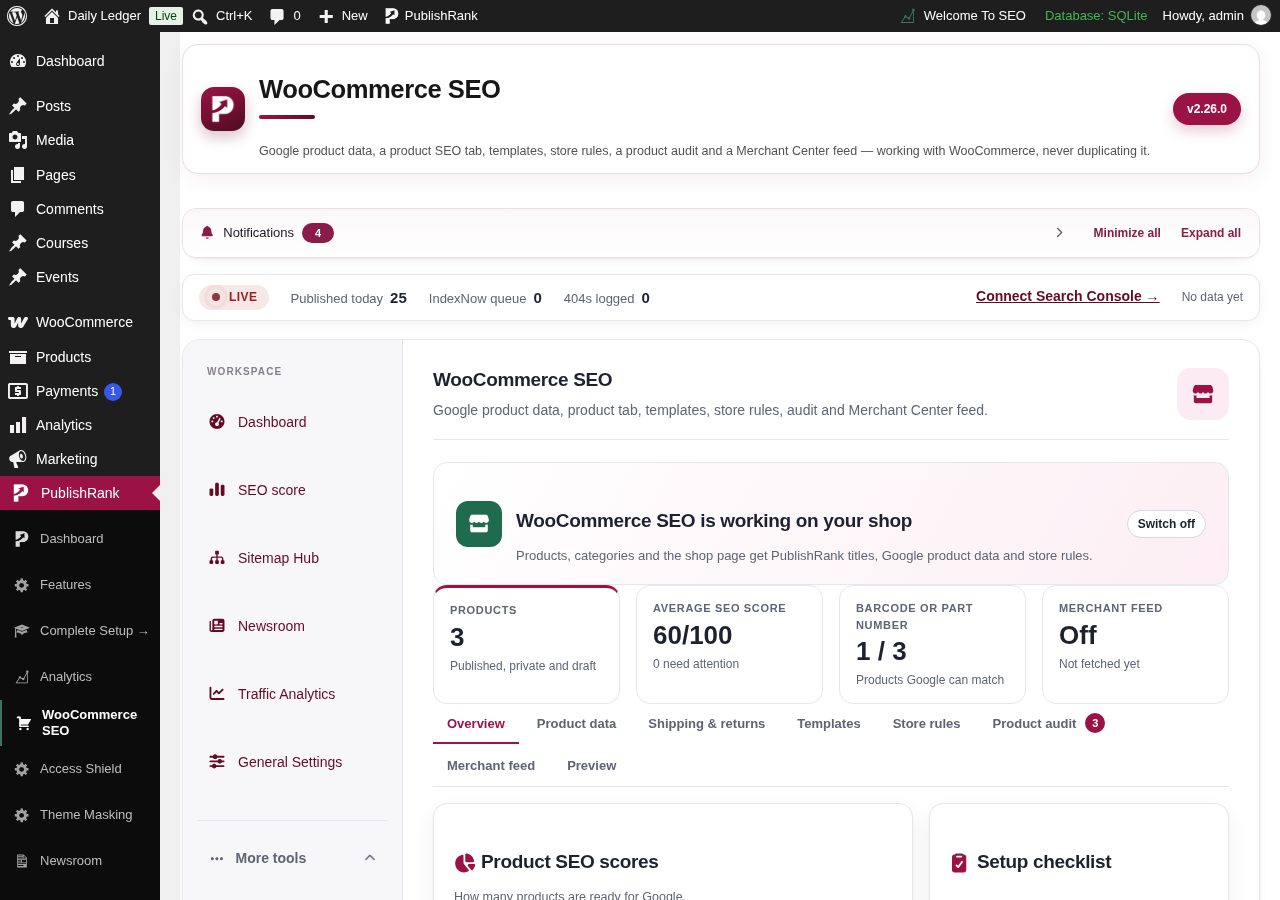 Daily Ledger Live Ctrl+K 0 New PublishRank Welcome To SEO Database: SQLite Howdy, admin
Dashboard
Posts
Media
Pages
Comments
Courses
Events
WooCommerce
Products
Payments 1
Analytics
Marketing
PublishRank
Dashboard
Features
Complete Setup →
Analytics
WooCommerce
SEO
Access Shield
Theme Masking
Newsroom
WooCommerce SEO
v2.26.0
Google product data, a product SEO tab, templates, store rules, a product audit and a Merchant Center feed — working with WooCommerce, never duplicating it.
Notifications 4 Minimize all Expand all
LIVE Published today 25 IndexNow queue 0 404s logged 0 Connect Search Console → No data yet
WORKSPACE
Dashboard
SEO score
Sitemap Hub
Newsroom
Traffic Analytics
General Settings
More tools
WooCommerce SEO
Google product data, product tab, templates, store rules, audit and Merchant Center feed.
WooCommerce SEO is working on your shop
Switch off
Products, categories and the shop page get PublishRank titles, Google product data and store rules.
PRODUCTS
3
Published, private and draft
AVERAGE SEO SCORE
60/100
0 need attention
BARCODE OR PART
NUMBER
1 / 3
Products Google can match
MERCHANT FEED
Off
Not fetched yet
Overview Product data Shipping & returns Templates Store rules Product audit 3
Merchant feed Preview
Product SEO scores
How many products are ready for Google.
Setup checklist